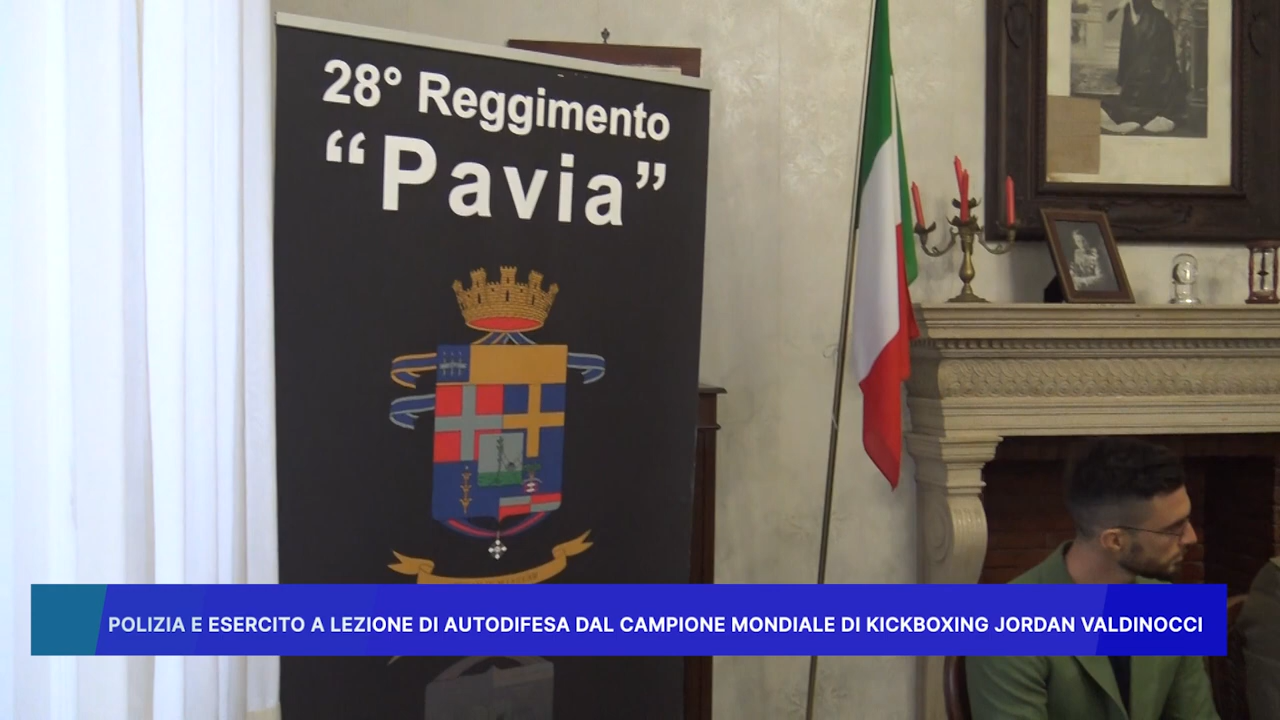 28° Reggimento
“Pavia”
POLIZIA E ESERCITO A LEZIONE DI AUTODIFESA DAL CAMPIONE MONDIALE DI KICKBOXING JORDAN VALDINOCCI